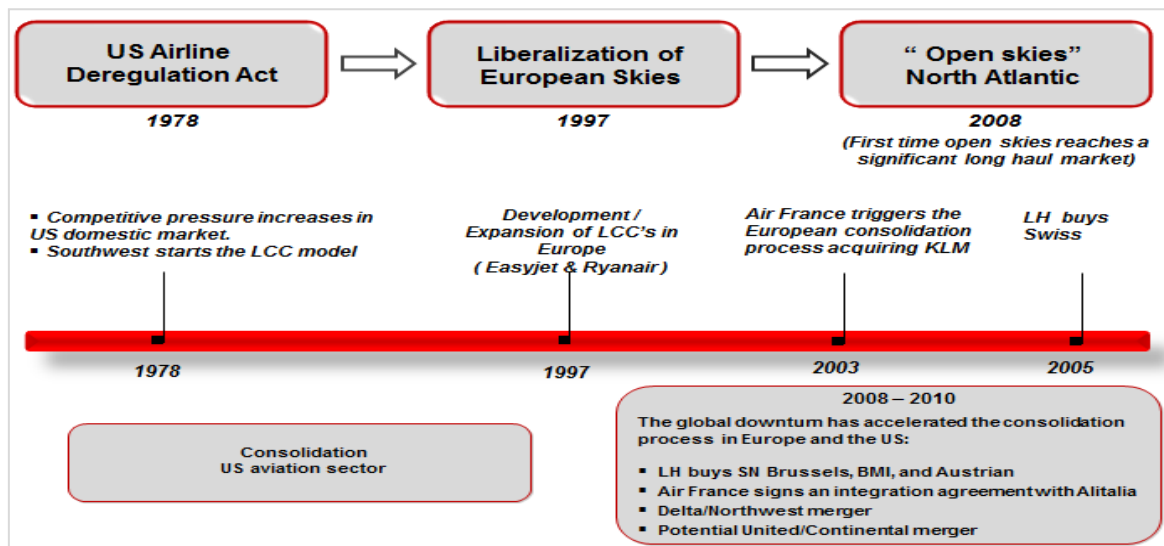 US Airline
Deregulation Act
Liberalization of
European Skies
“ Open skies”
North Atlantic
1978
1997
2008
(First time open skies reaches a
significant long haul market)
▪ Competitive pressure increases in
US domestic market.
▪ Southwest starts the LCC model
Development /
Expansion of LCC's in
Europe
( Easyjet & Ryanair )
Air France triggers the
European consolidation
process acquiring KLM
LH buys
Swiss
1978
1997
2003
2005
Consolidation
US aviation sector
2008 – 2010
The global downturn has accelerated the consolidation
process in Europe and the US:
▪ LH buys SN Brussels, BMI, and Austrian
▪ Air France signs an integration agreement with Alitalia
▪ Delta/Northwest merger
▪ Potential United/Continental merger